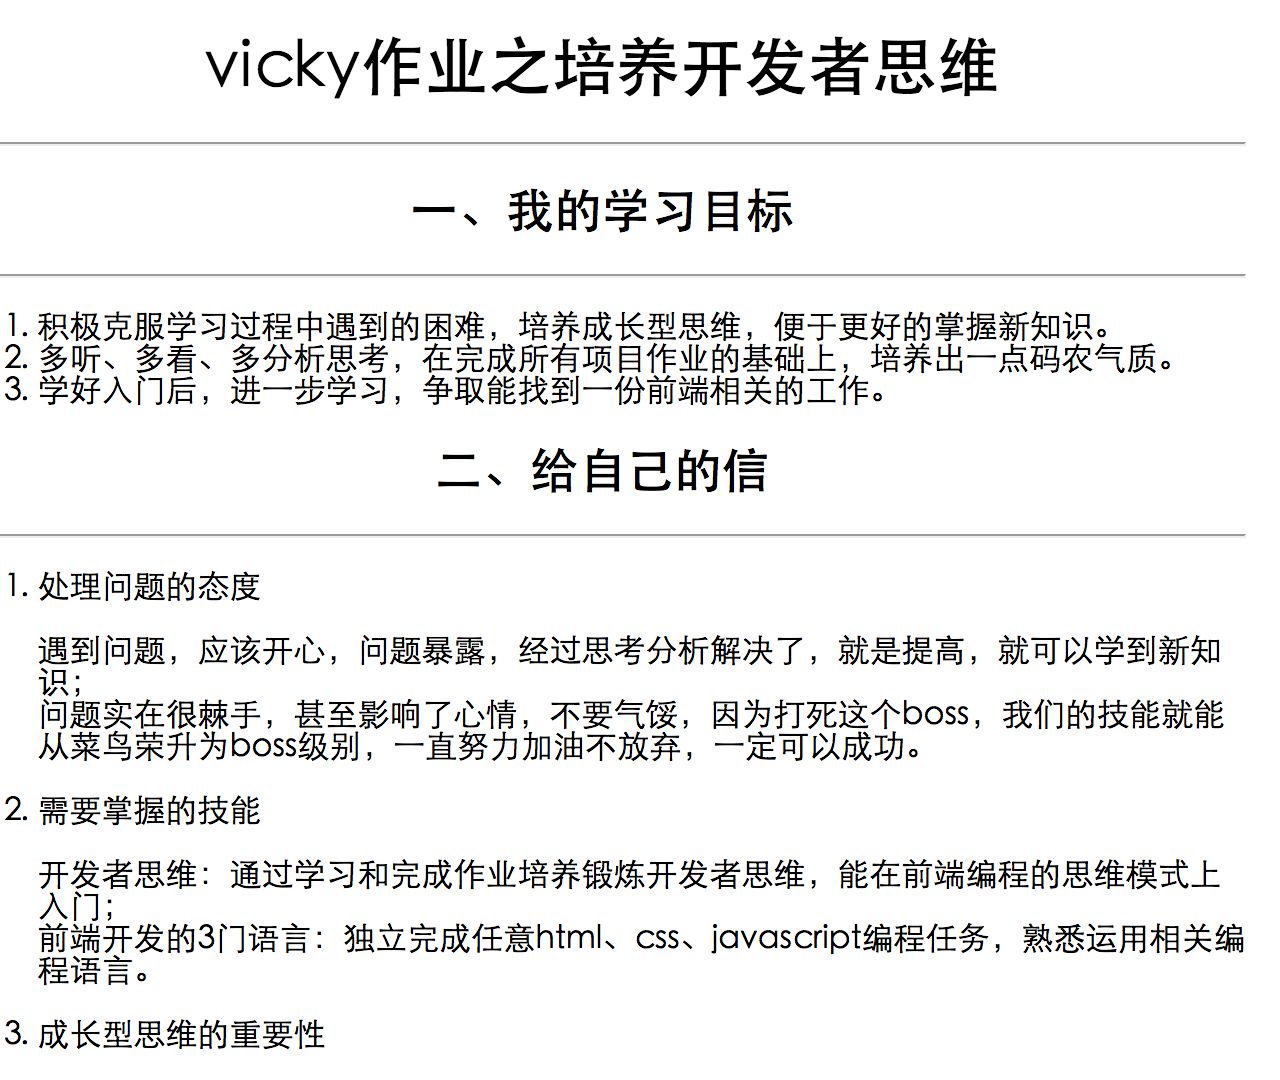 vicky作业之培养开发者思维
一、我的学习目标
1. 积极克服学习过程中遇到的困难，培养成长型思维，便于更好的掌握新知识。
2. 多听、多看、多分析思考，在完成所有项目作业的基础上，培养出一点码农气质。
3. 学好入门后，进一步学习，争取能找到一份前端相关的工作。
二、给自己的信
1. 处理问题的态度
遇到问题，应该开心，问题暴露，经过思考分析解决了，就是提高，就可以学到新知
识；
问题实在很棘手，甚至影响了心情，不要气馁，因为打死这个boss，我们的技能就能
从菜鸟荣升为boss级别，一直努力加油不放弃，一定可以成功。
2. 需要掌握的技能
开发者思维：通过学习和完成作业培养锻炼开发者思维，能在前端编程的思维模式上
入门；
前端开发的3门语言：独立完成任意html、css、javascript编程任务，熟悉运用相关编
程语言。
3. 成长型思维的重要性